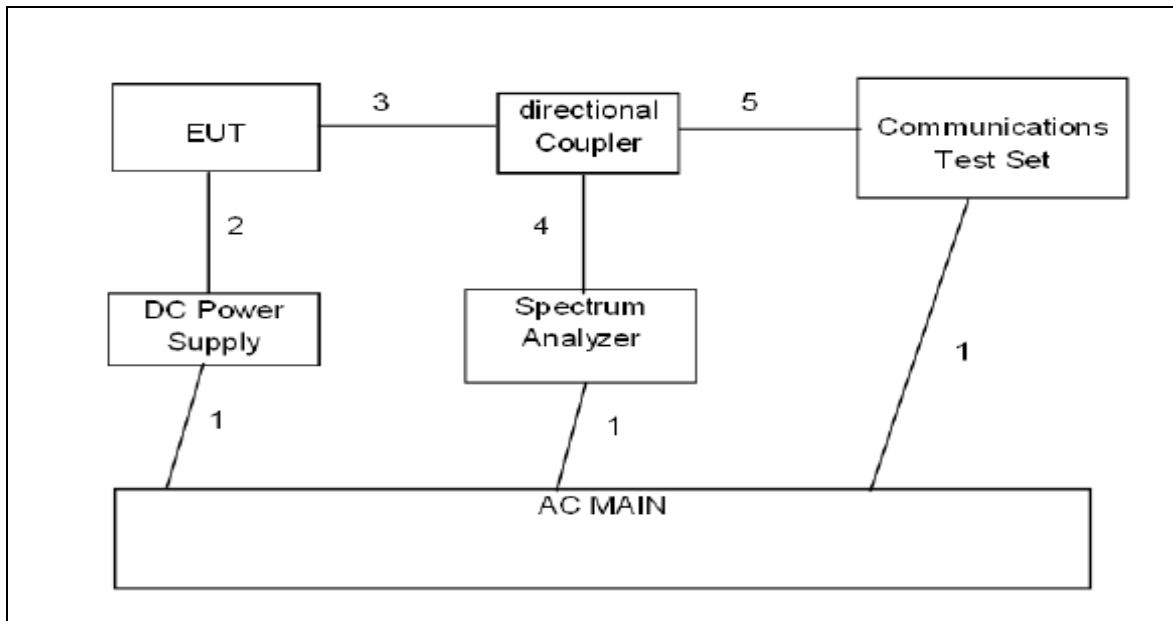 EUT
3
directional
Coupler
5
Communications
Test Set
2
4
DC Power
Supply
Spectrum
Analyzer
1
1
1
AC MAIN